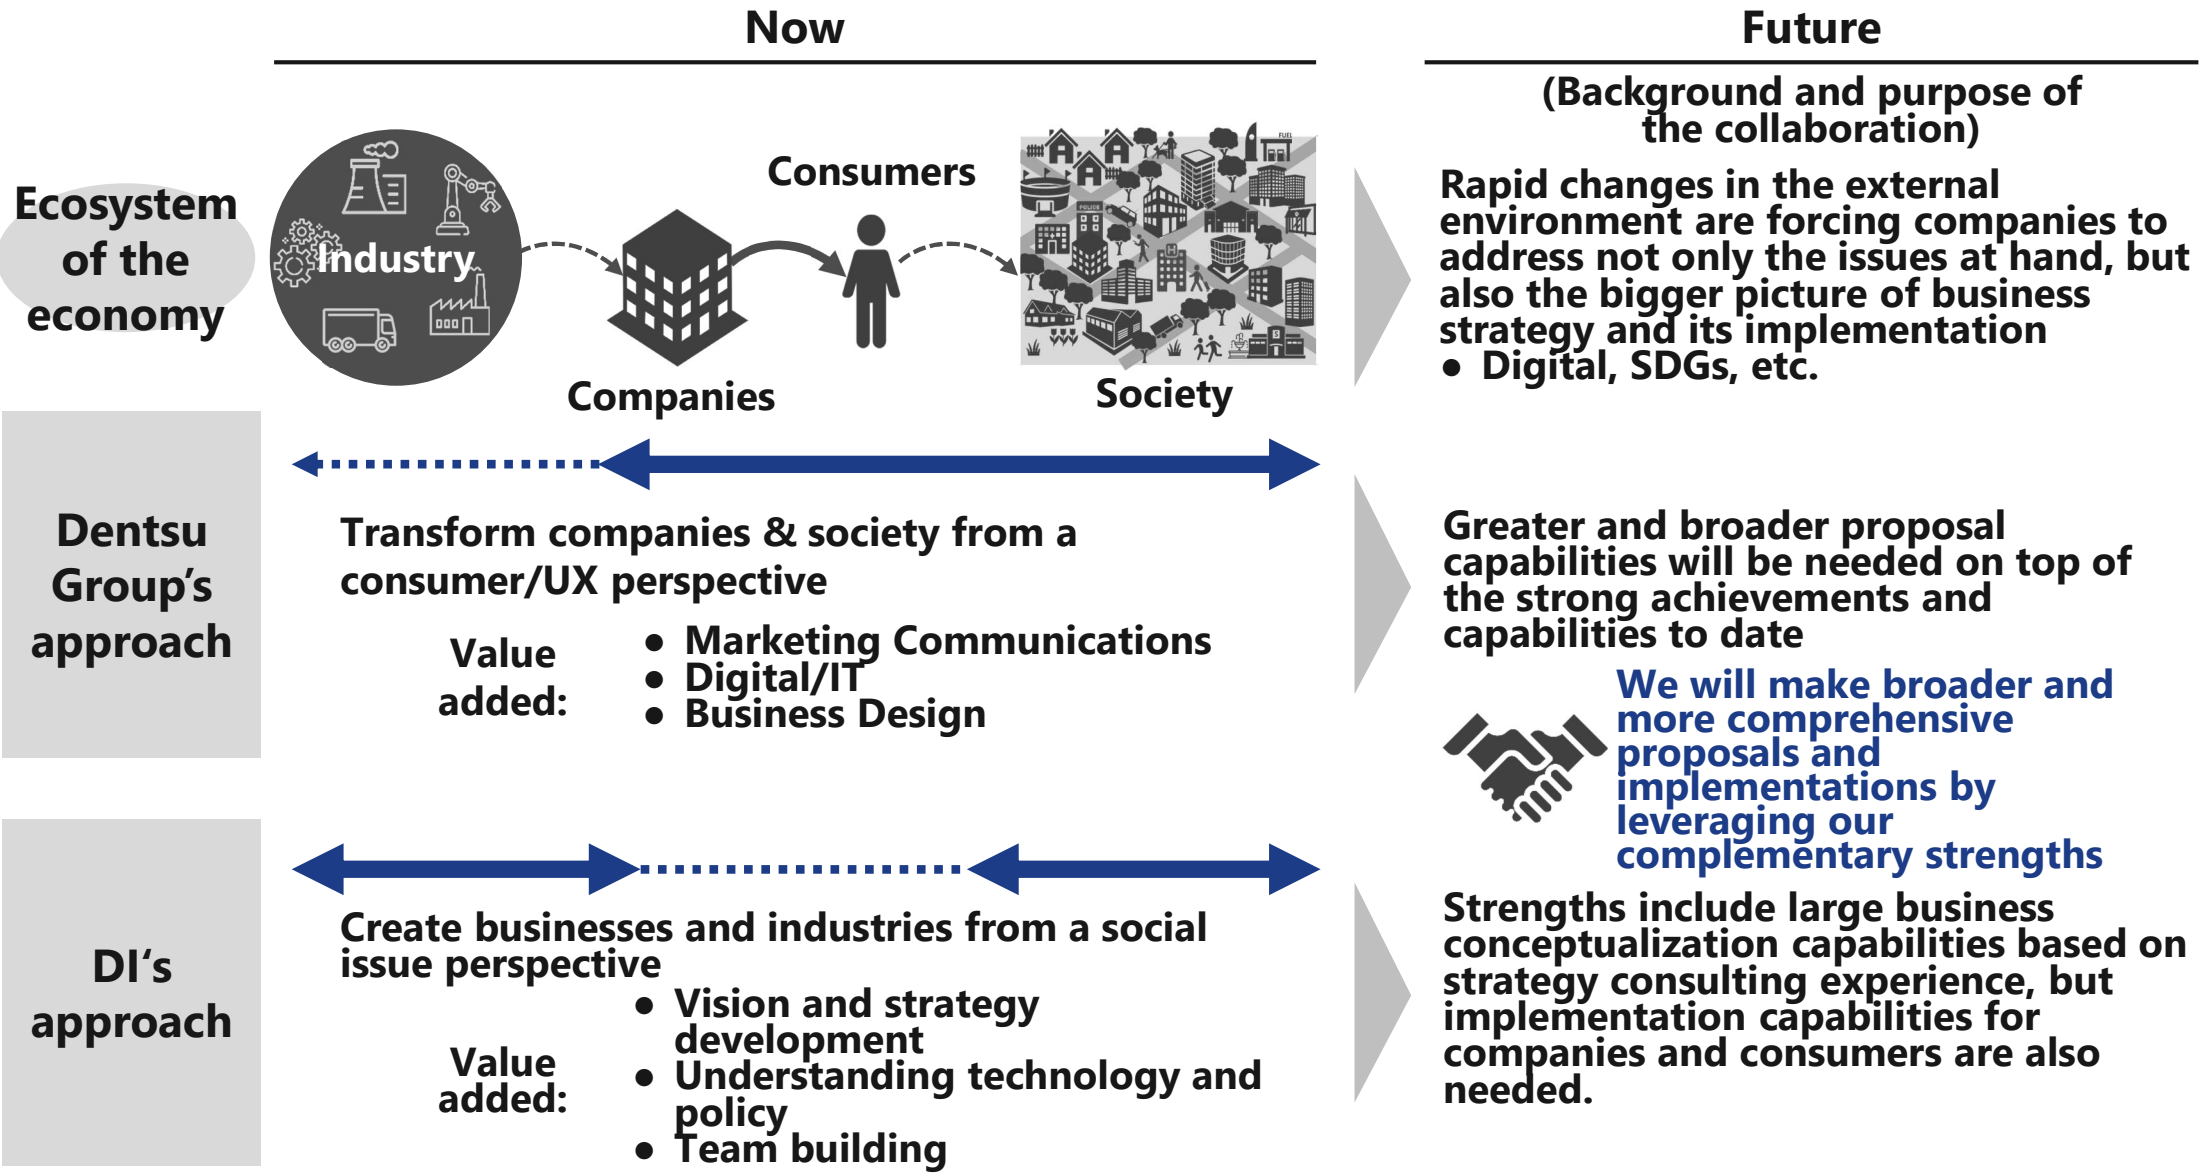 Now
Future
(Background and purpose of
the collaboration)
Ecosystem
of the
economy
Industry
Companies
Consumers
Society
FUEL
POLICE
S
Rapid changes in the external
environment are forcing companies to
address not only the issues at hand, but
also the bigger picture of business
strategy and its implementation
● Digital, SDGs, etc.
Dentsu
Group’s
approach
Transform companies & society from a
consumer/UX perspective
Value
added:
● Marketing Communications
● Digital/IT
● Business Design
Greater and broader proposal
capabilities will be needed on top of
the strong achievements and
capabilities to date
We will make broader and
more comprehensive
proposals and
implementations by
leveraging our
complementary strengths
DI‘s
approach
Create businesses and industries from a social
issue perspective
Value
added:
● Vision and strategy
development
● Understanding technology and
policy
● Team building
Strengths include large business
conceptualization capabilities based on
strategy consulting experience, but
implementation capabilities for
companies and consumers are also
needed.